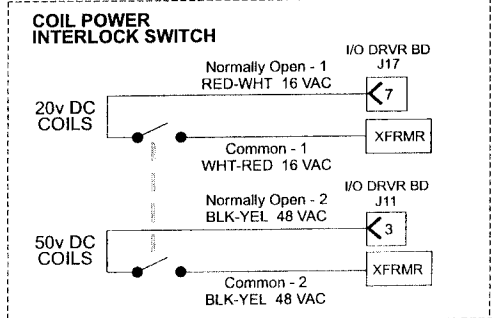 COIL POWER
INTERLOCK SWITCH
I/O DRVR BD
J17
Normally Open - 1
RED-WHT 16 VAC
7
20v DC
COILS
XFRMR
Common - 1
WHT-RED 16 VAC
I/O DRVR BD
J11
Normally Open - 2
BLK-YEL 48 VAC
3
50v DC
COILS
XFRMR
Common - 2
BLK-YEL 48 VAC